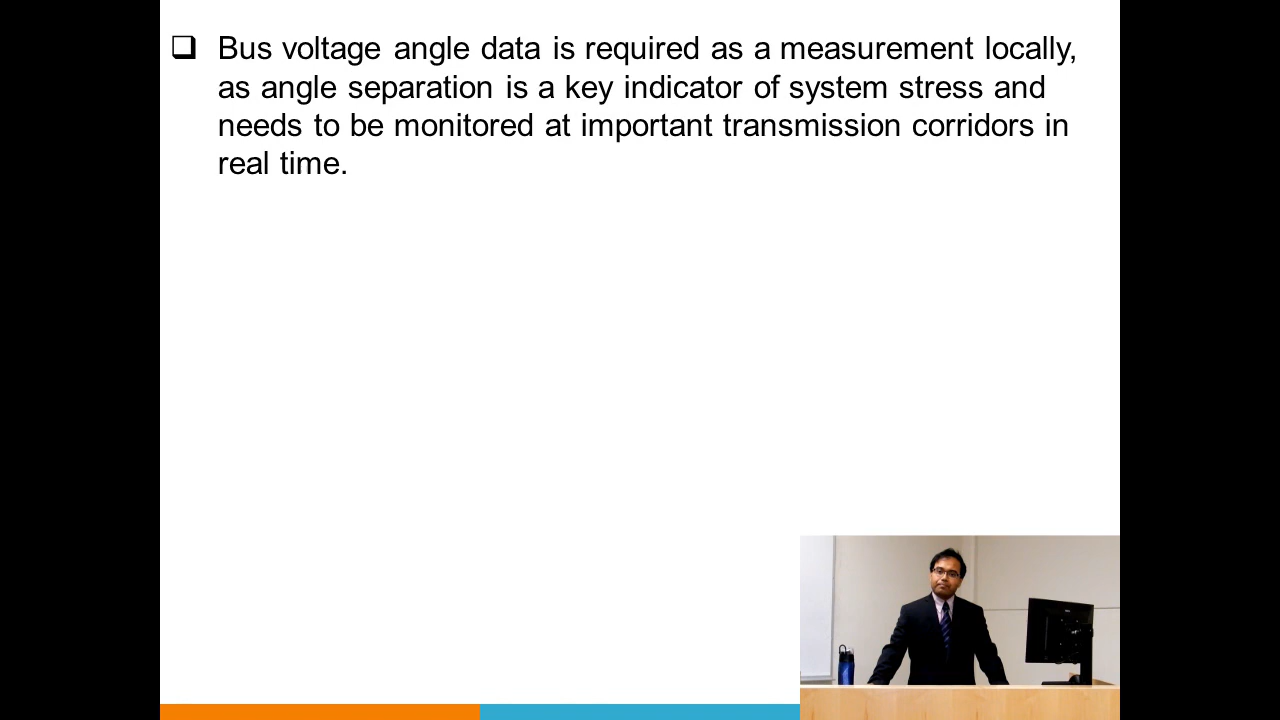 ❑ Bus voltage angle data is required as a measurement locally,
as angle separation is a key indicator of system stress and
needs to be monitored at important transmission corridors in
real time.